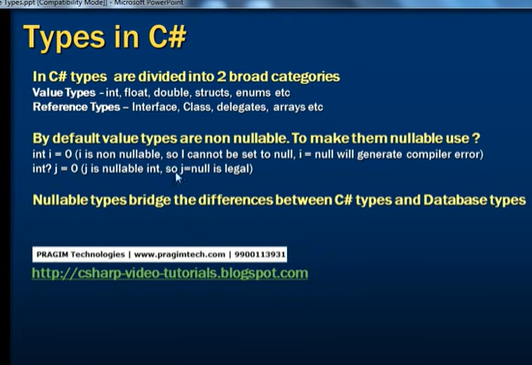 e Types.ppt [Compatibility Mode] - Microsoft PowerPoint
Types in C#
In C# types are divided into 2 broad categories
Value Types - int, float, double, structs, enums etc
Reference Types – Interface, Class, delegates, arrays etc
By default value types are non nullable. To make them nullable use ?
int i = 0 (i is non nullable, so I cannot be set to null, i = null will generate compiler error)
int? j = 0 (j is nullable int, so j=null is legal)
Nullable types bridge the differences between C# types and Database types
PRAGIM Technologies | www.pragimtech.com | 9900113931
http://csharp-video-tutorials.blogspot.com